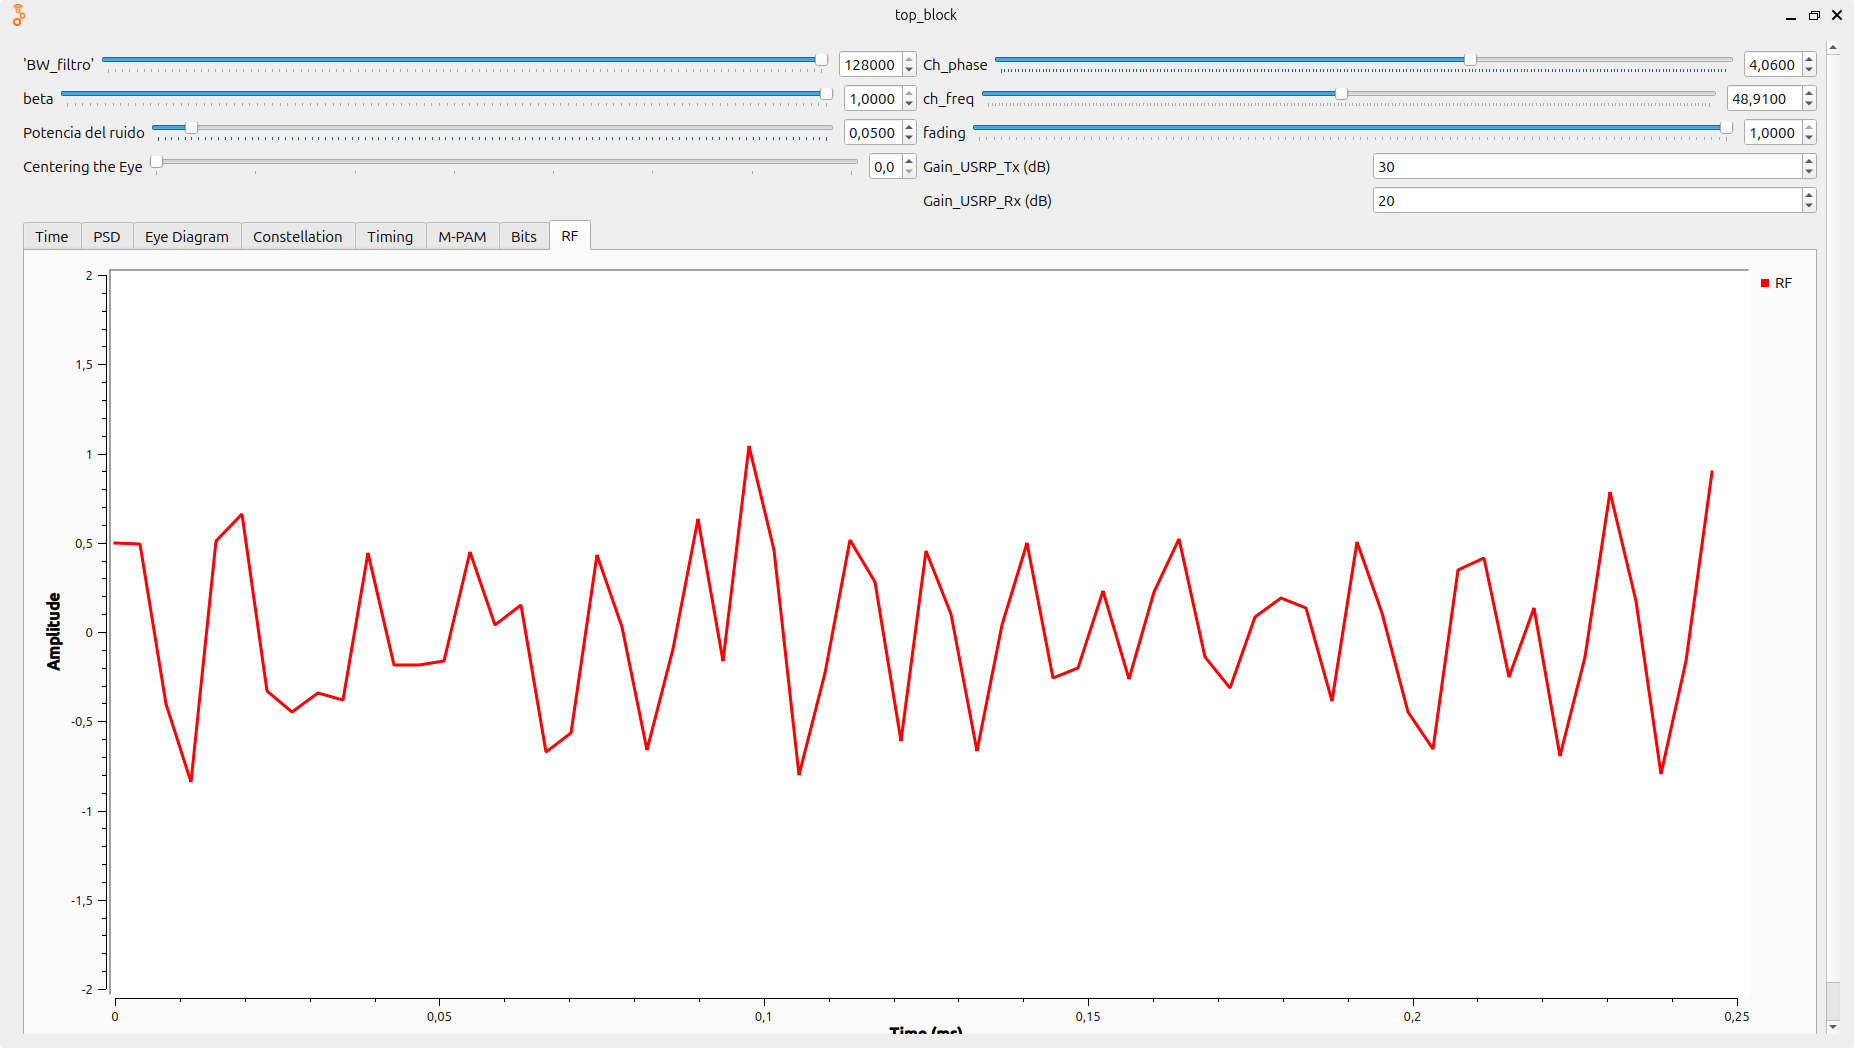 top_block
'BW_filtro' 128000 Ch_phase 4,0600
beta 1,0000 ch_freq 48,9100
Potencia del ruido 0,0500 fading 1,0000
Centering the Eye 0,0 Gain_USRP_Tx (dB) 30
Gain_USRP_Rx (dB) 20
Time PSD Eye Diagram Constellation Timing M-PAM Bits RF
RF
2
1,5
1
0,5
0
-0,5
-1
-1,5
-2
Amplitude
0 0,05 0,1 0,15 0,2 0,25
Time (ms)